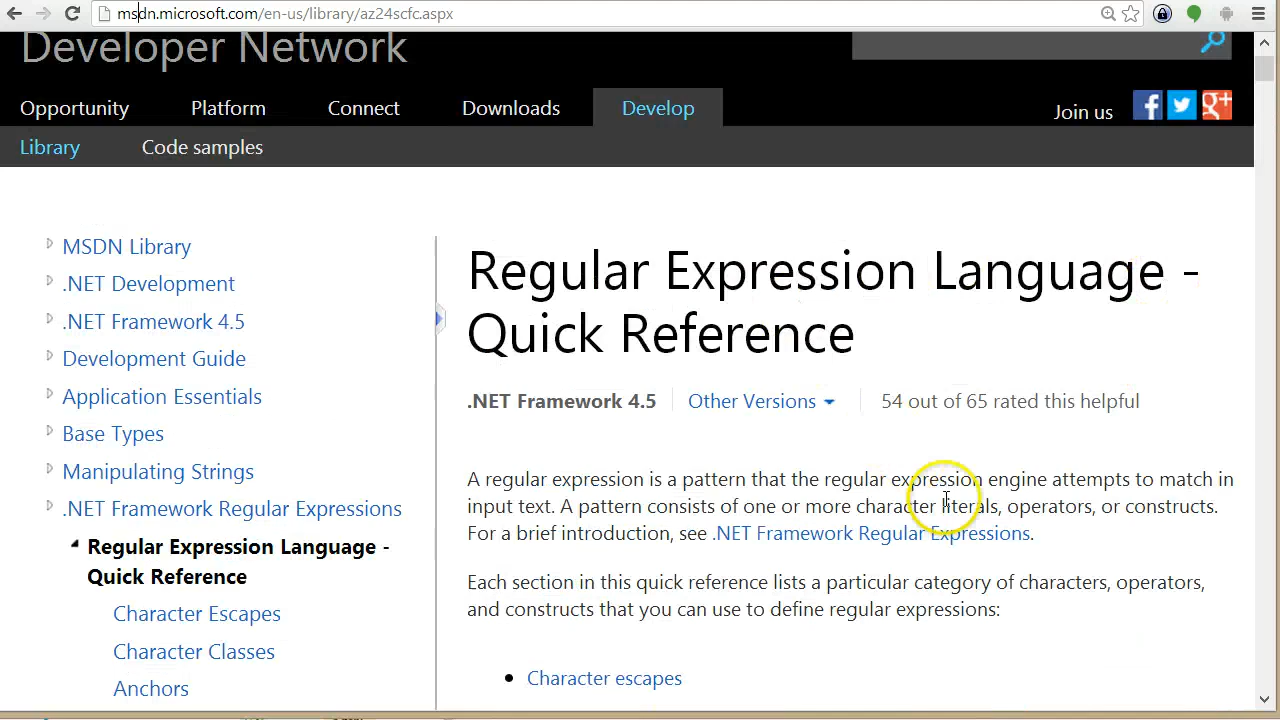 msdn.microsoft.com/en-us/library/az24scfc.aspx
Developer Network
Opportunity Platform Connect Downloads Develop Join us
Library Code samples
MSDN Library
.NET Development
.NET Framework 4.5
Development Guide
Application Essentials
Base Types
Manipulating Strings
.NET Framework Regular Expressions
Regular Expression Language -
Quick Reference
Character Escapes
Character Classes
Anchors
Regular Expression Language -
Quick Reference
.NET Framework 4.5 Other Versions 54 out of 65 rated this helpful
A regular expression is a pattern that the regular expression engine attempts to match in
input text. A pattern consists of one or more character literals, operators, or constructs.
For a brief introduction, see .NET Framework Regular Expressions.
Each section in this quick reference lists a particular category of characters, operators,
and constructs that you can use to define regular expressions:
• Character escapes